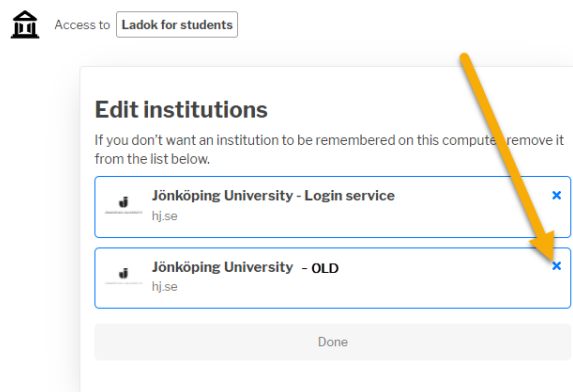 Access to Ladok for students
Edit institutions
If you don't want an institution to be remembered on this computer, remove it
from the list below.
Jönköping University - Login service
hj.se
Jönköping University - OLD
hj.se
Done